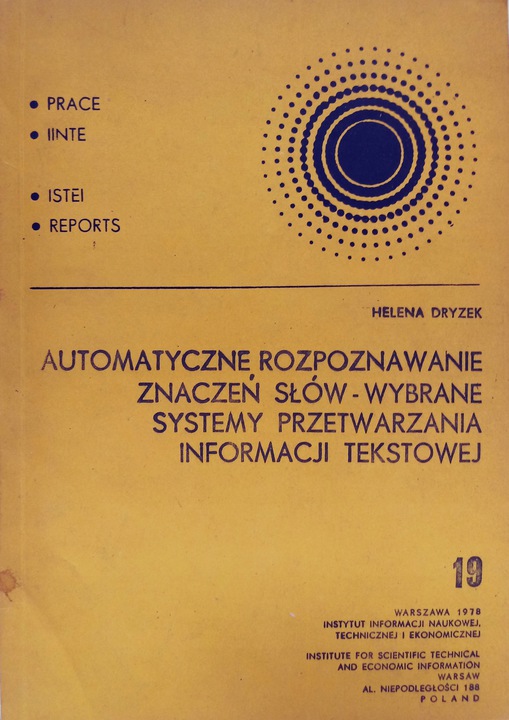 • PRACE
• IINTE
• ISTEI
• REPORTS
HELENA DRYZEK
AUTOMATYCZNE ROZPOZNAWANIE
ZNACZEŃ SŁÓW - WYBRANE
SYSTEMY PRZETWARZANIA
INFORMACJI TEKSTOWEJ
19
WARSZAWA 1978
INSTYTUT INFORMACJI NAUKOWEJ,
TECHNICZNEJ I EKONOMICZNEJ
INSTITUTE FOR SCIENTIFIC TECHNICAL
AND ECONOMIC INFORMATION
WARSAW
AL. NIEPODLEGŁOŚCI 188
POLAND